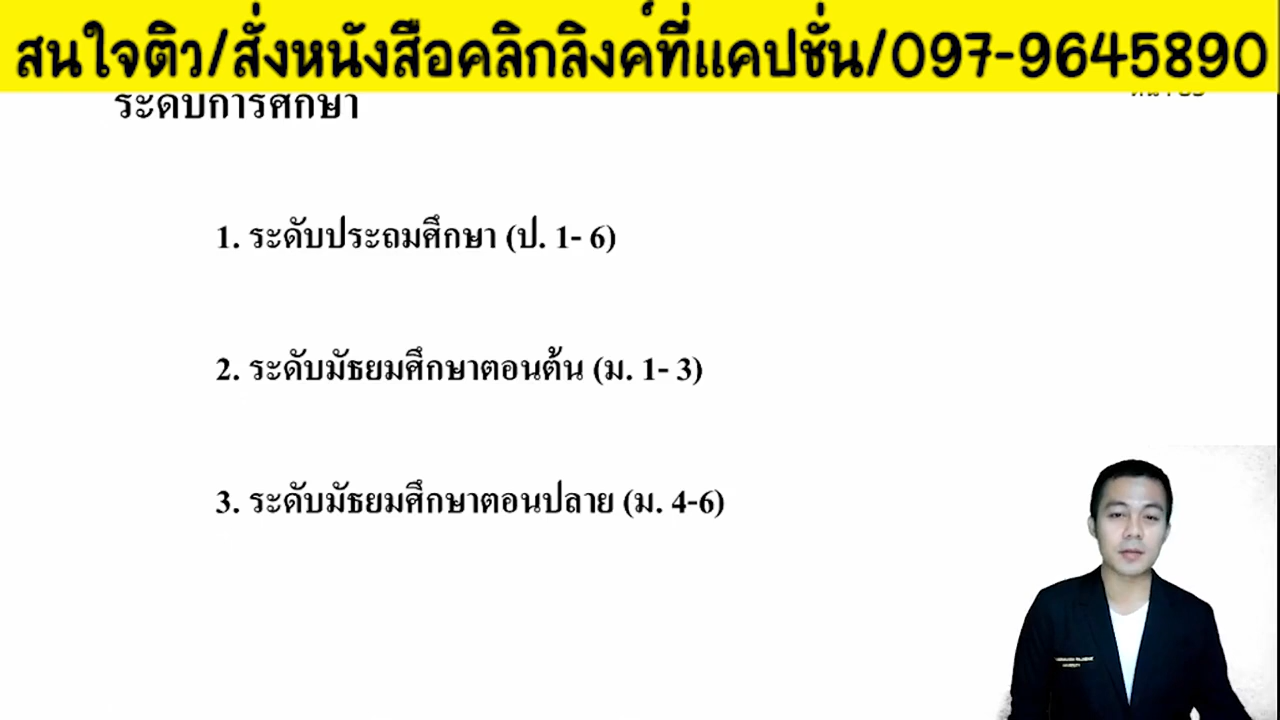 สนใจติว/สั่งหนังสือคลิกลิงค์ที่แคปชั่น/097-9645890
ระดับการศึกษา
1. ระดับประถมศึกษา (ป. 1- 6)
2. ระดับมัธยมศึกษาตอนต้น (ม. 1- 3)
3. ระดับมัธยมศึกษาตอนปลาย (ม. 4-6)